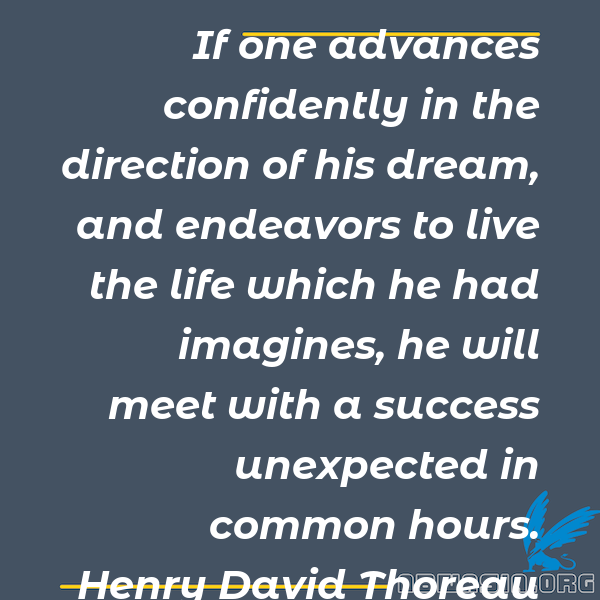 If one advances
confidently in the
direction of his dream,
and endeavors to live
the life which he had
imagines, he will
meet with a success
unexpected in
common hours.
Henry David Thoreau